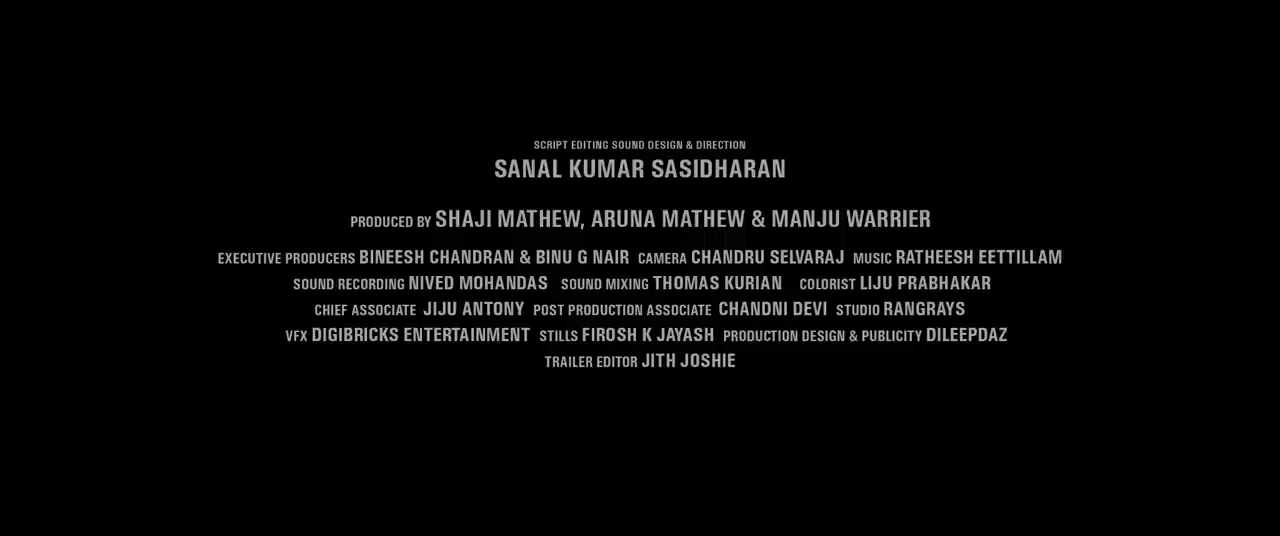 SCRIPT EDITING SOUND DESIGN & DIRECTION
SANAL KUMAR SASIDHARAN
PRODUCED BY SHAJI MATHEW, ARUNA MATHEW & MANJU WARRIER
EXECUTIVE PRODUCERS BINEESH CHANDRAN & BINU G NAIR CAMERA CHANDRU SELVARAJ MUSIC RATHEESH EETTILLAM
SOUND RECORDING NIVED MOHANDAS SOUND MIXING THOMAS KURIAN COLORIST LIJU PRABHAKAR
CHIEF ASSOCIATE JIJU ANTONY POST PRODUCTION ASSOCIATE CHANDNI DEVI STUDIO RANGRAYS
VFX DIGIBRICKS ENTERTAINMENT STILLS FIROSH K JAYASH PRODUCTION DESIGN & PUBLICITY DILEEPDAZ
TRAILER EDITOR JITH JOSHIE